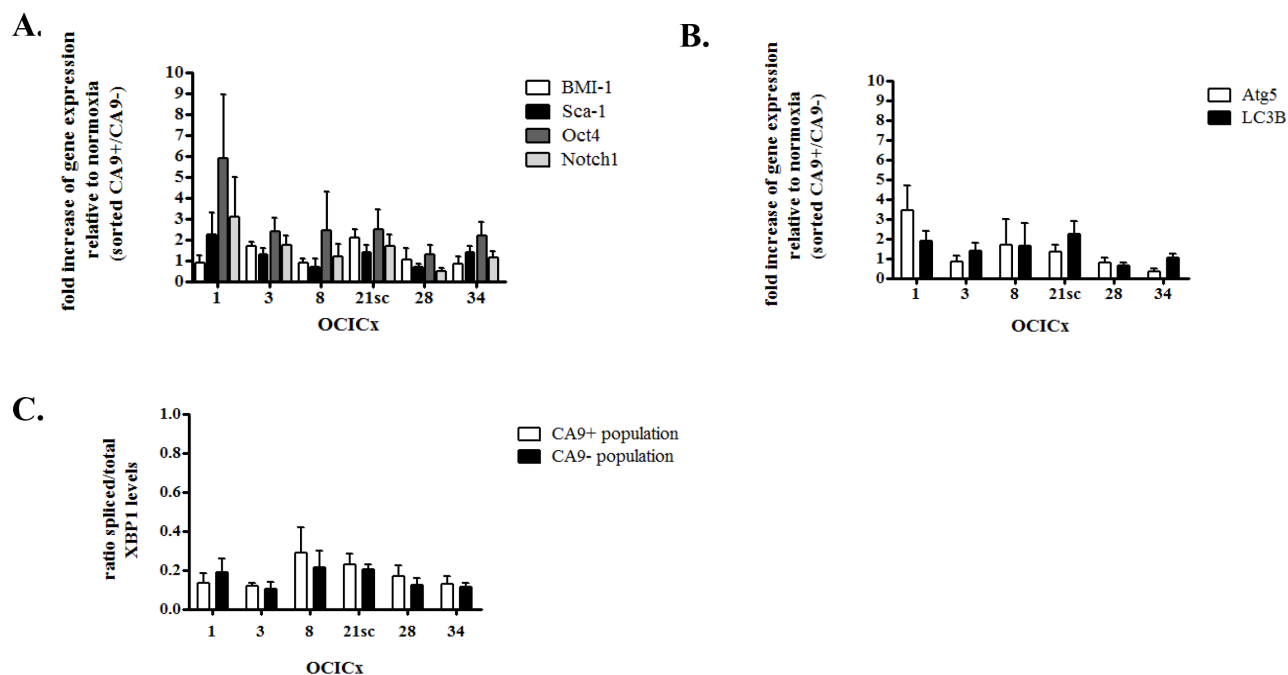 A.
fold increase of gene expression
relative to normoxia
(sorted CA9+/CA9-)
10
9
8
7
6
5
4
3
2
1
0
1 3 8 21sc 28 34
OCICx
BMI-1
Sca-1
Oct4
Notch1
B.
fold increase of gene expression
relative to normoxia
(sorted CA9+/CA9-)
10
9
8
7
6
5
4
3
2
1
0
1 3 8 21sc 28 34
OCICx
Atg5
LC3B
C.
ratio spliced/total
XBP1 levels
1.0
0.8
0.6
0.4
0.2
0.0
1 3 8 21sc 28 34
OCICx
CA9+ population
CA9- population